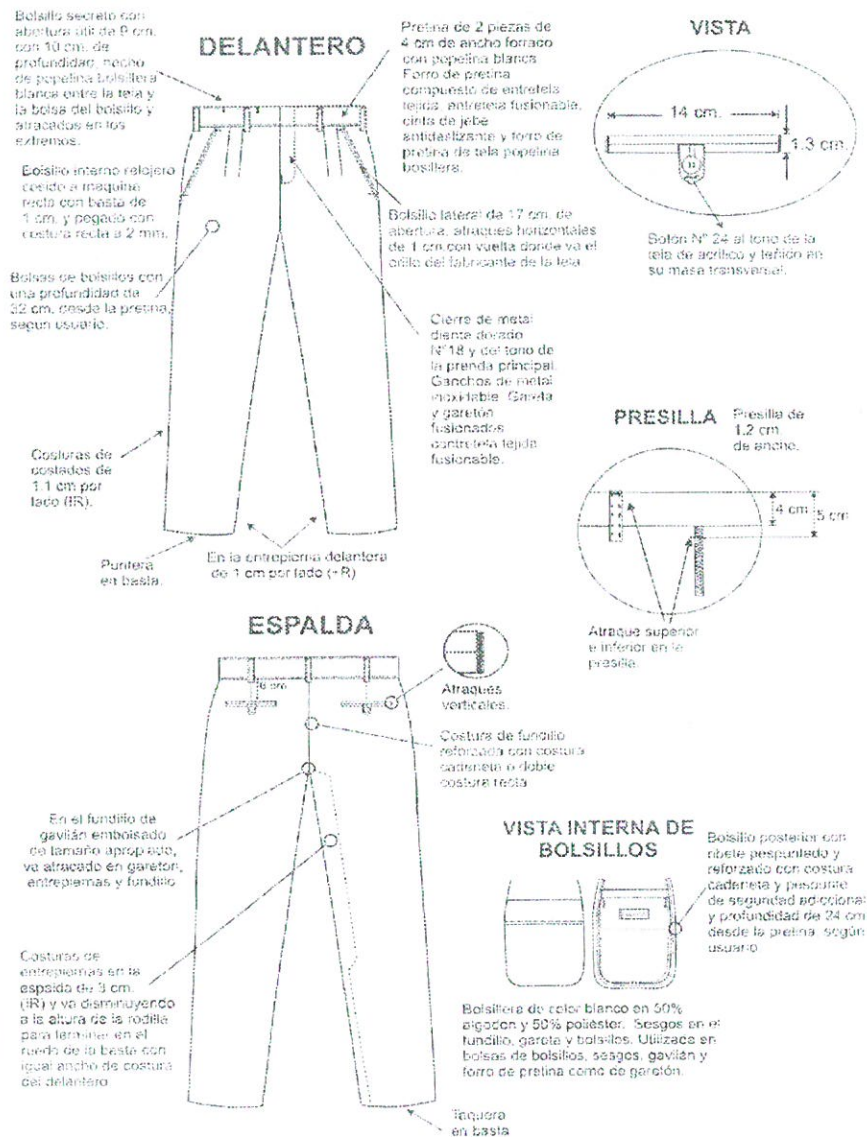 DELANTERO
Bolsillo secreto con
abertura útil de 9 cm.
con 10 cm. de
profundidad, hecho
de popelina bolsillera
blanca entre la tela y
la bolsa del bolsillo y
atracados en los
extremos.
Bolsillo interno relojero
cosido a maquina
recta con basta de
1 cm. y pegado con
costura recta a 2 mm.
Bolsas de bolsillos con
una profundidad de
32 cm. desde la pretina,
según usuario.
Costuras de
costados de
1.1 cm por
lado (IR).
Puntera
en basta.
En la entrepierna delantera
de 1 cm por lado (+R)
Pretina de 2 piezas de
4 cm de ancho forrado
con popelina blanca
Forro de pretina
compuesto de entretela
tejida, entretela fusionable,
cinta de jebe
antideslizante y forro de
pretina de tela popelina
bosillera.
Bolsillo lateral de 17 cm. de
abertura, atraques horizontales
de 1 cm con vuelta donde va el
orillo del fabricante de la tela
Cierre de metal
diente dorado
N°18 y del tono de
la prenda principal.
Ganchos de metal
inoxidable. Gareta
y garetón
fusionados
contretela tejida
fusionable.
VISTA
14 cm.
1.3 cm.
Botón N° 24 al tono de la
tela de acrílico y teñido en
su masa transversal.
PRESILLA
Presilla de
1.2 cm.
de ancho.
4 cm
5 cm
Atraque superior
e inferior en la
presilla.
ESPALDA
6 cm
Atraques
verticales.
Costura de fundillo
reforzada con costura
cadeneta o doble
costura recta
En el fundillo de
gavilán embolsado
de tamaño apropiado,
va atracado en garetón,
entrepiernas y fundillo
Costuras de
entrepiernas en la
espalda de 3 cm.
(IR) y va disminuyendo
a la altura de la rodilla
para terminar en el
ruedo de la basta con
igual ancho de costura
del delantero
Taquera
en basta
VISTA INTERNA DE
BOLSILLOS
Bolsillo posterior con
ribete pespuntado y
reforzado con costura
cadeneta y pespunte
de seguridad adiccional
y profundidad de 24 cm
desde la pretina, según
usuario
Bolsillera de color blanco en 50%
algodon y 50% poliéster. Sesgos en el
fundillo, gareta y bolsillos. Utilizada en
bolsas de bolsillos, sesgos, gavilán y
forro de pretina como de garetón.